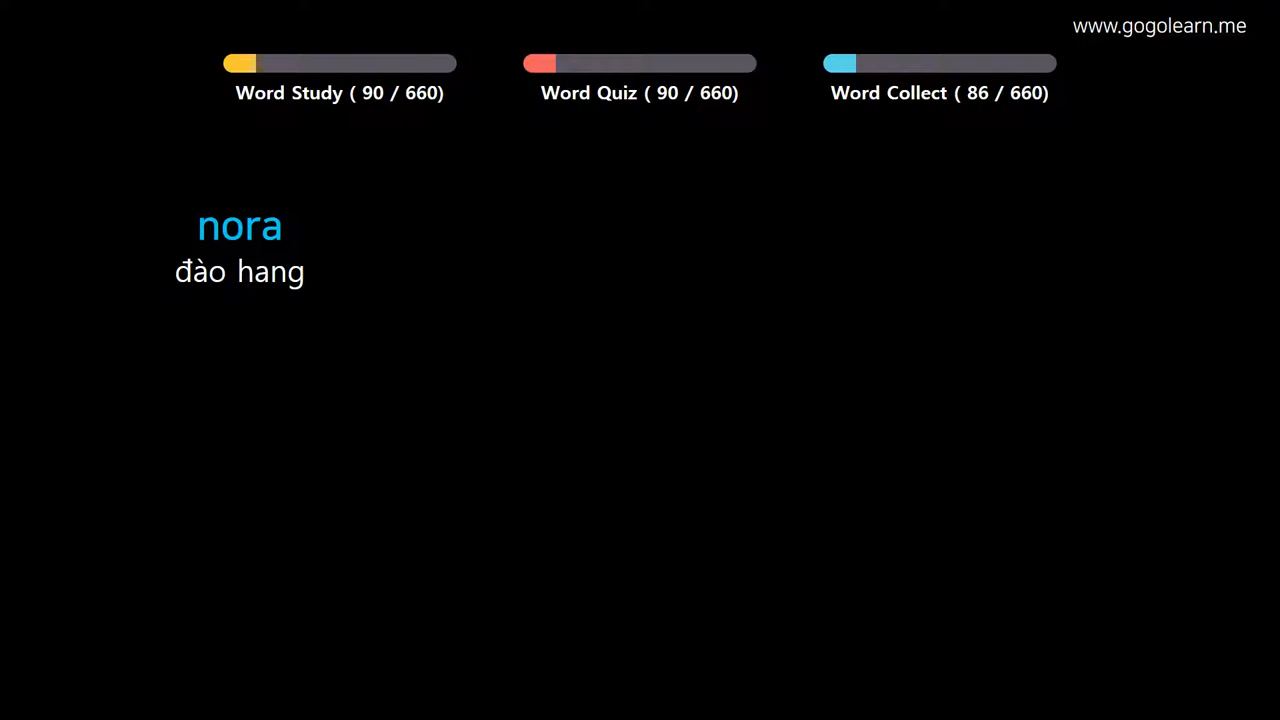 www.gogolearn.me
Word Study ( 90 / 660)
Word Quiz ( 90 / 660)
Word Collect ( 86 / 660)
nora
đào hang